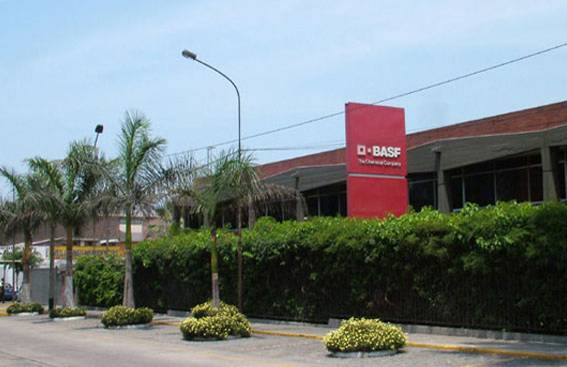 BASF
The Chemical Company